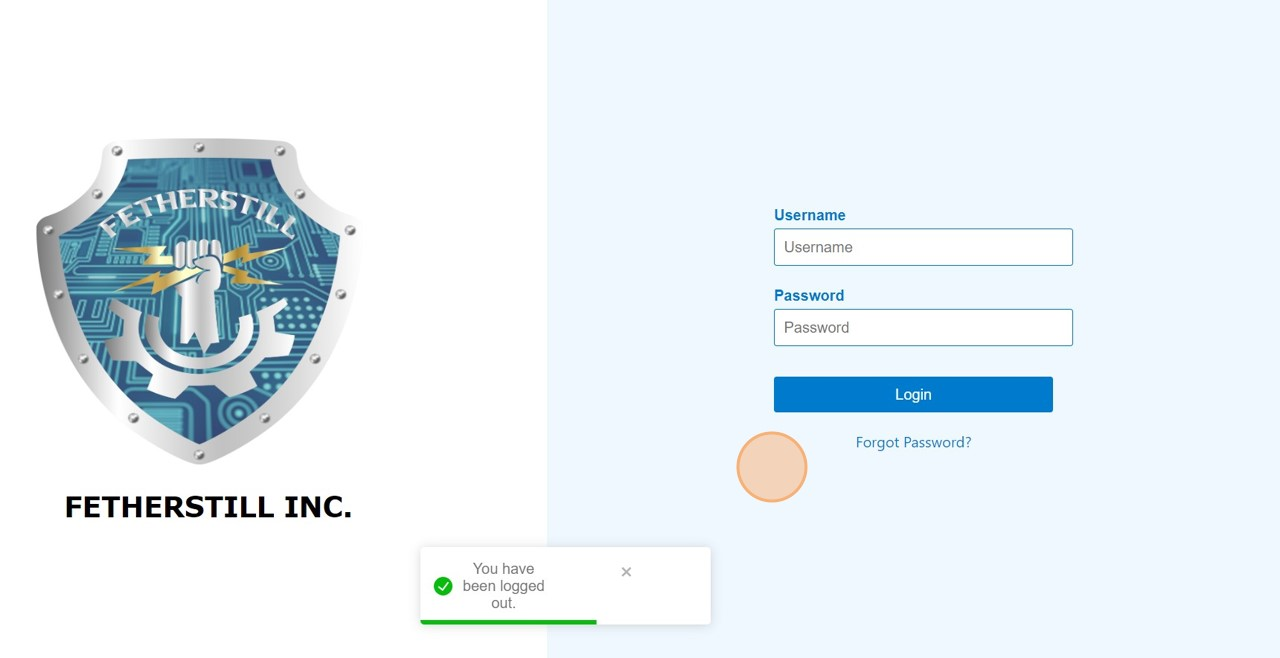 FETHERSTILL
FETHERSTILL INC.
Username
Username
Password
Password
Login
Forgot Password?
You have
been logged
out.